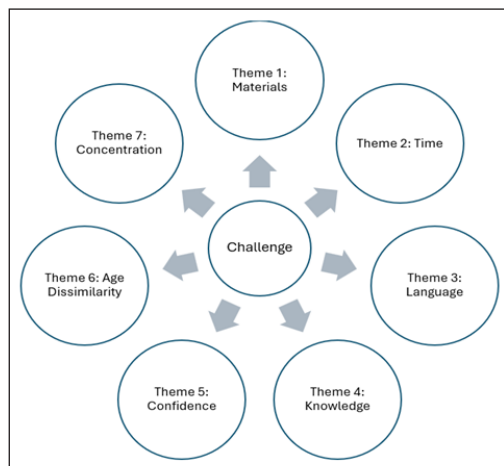 Theme 1:
Materials
Theme 7:
Concentration
Theme 2: Time
Challenge
Theme 6: Age
Dissimilarity
Theme 3:
Language
Theme 5:
Confidence
Theme 4:
Knowledge